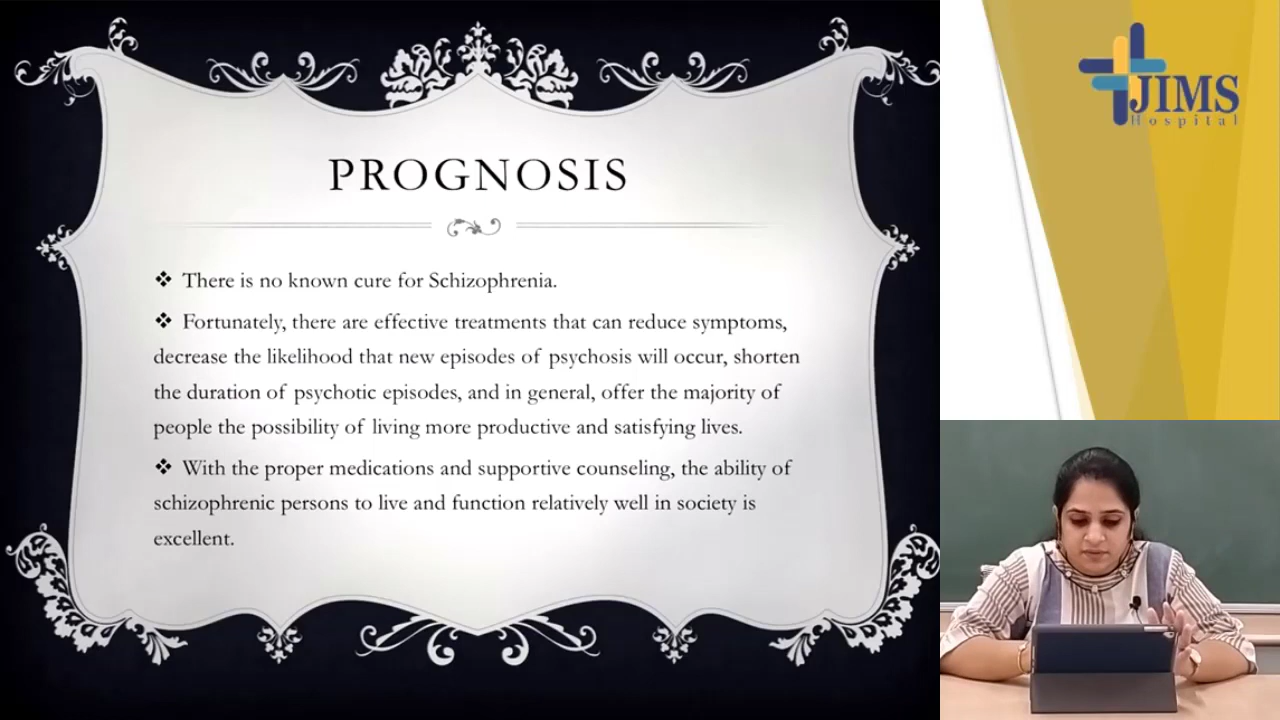 PROGNOSIS
❖ There is no known cure for Schizophrenia.
❖ Fortunately, there are effective treatments that can reduce symptoms,
decrease the likelihood that new episodes of psychosis will occur, shorten
the duration of psychotic episodes, and in general, offer the majority of
people the possibility of living more productive and satisfying lives.
❖ With the proper medications and supportive counseling, the ability of
schizophrenic persons to live and function relatively well in society is
excellent.
JIMS
Hospital